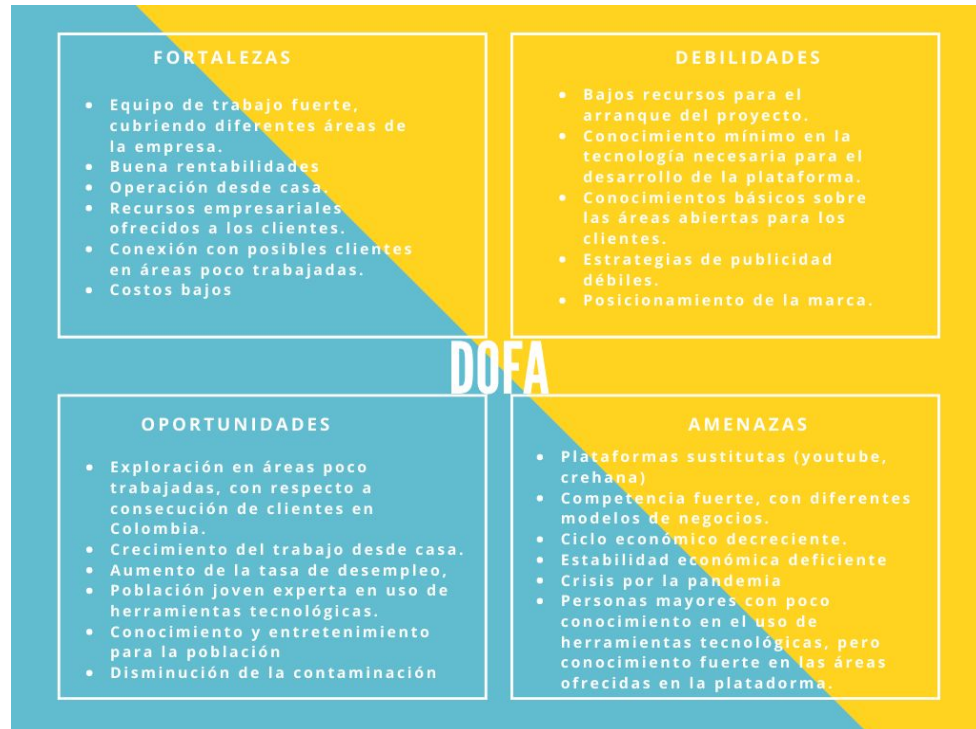 FORTALEZAS
• Equipo de trabajo fuerte,
cubriendo diferentes áreas de
la empresa.
• Buena rentabilidades
• Operación desde casa.
• Recursos empresariales
ofrecidos a los clientes.
• Conexión con posibles clientes
en áreas poco trabajadas.
• Costos bajos
DEBILIDADES
• Bajos recursos para el
arranque del proyecto.
• Conocimiento mínimo en la
tecnología necesaria para el
desarrollo de la plataforma.
• Conocimientos básicos sobre
las áreas abiertas para los
clientes.
• Estrategias de publicidad
débiles.
• Posicionamiento de la marca.
DOFA
OPORTUNIDADES
• Exploración en áreas poco
trabajadas, con respecto a
consecución de clientes en
Colombia.
• Crecimiento del trabajo desde casa.
• Aumento de la tasa de desempleo,
• Población joven experta en uso de
herramientas tecnológicas.
• Conocimiento y entretenimiento
para la población
• Disminución de la contaminación
AMENAZAS
• Plataformas sustitutas (youtube,
crehana)
• Competencia fuerte, con diferentes
modelos de negocios.
• Ciclo económico decreciente.
• Estabilidad económica deficiente
• Crisis por la pandemia
• Personas mayores con poco
conocimiento en el uso de
herramientas tecnológicas, pero
conocimiento fuerte en las áreas
ofrecidas en la platadorma.